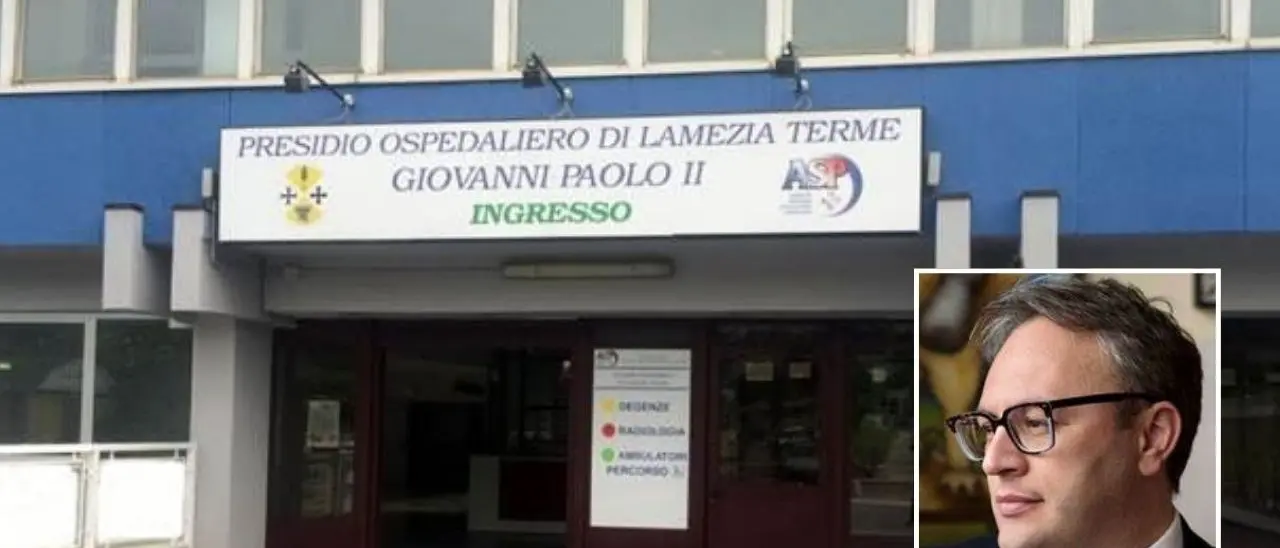 PRESIDIO OSPEDALIERO DI LAMEZIA TERME
GIOVANNI PAOLO II
INGRESSO
ASP
DEGENZE
RADIOLOGIA
AMBULATORI
PERCORSO